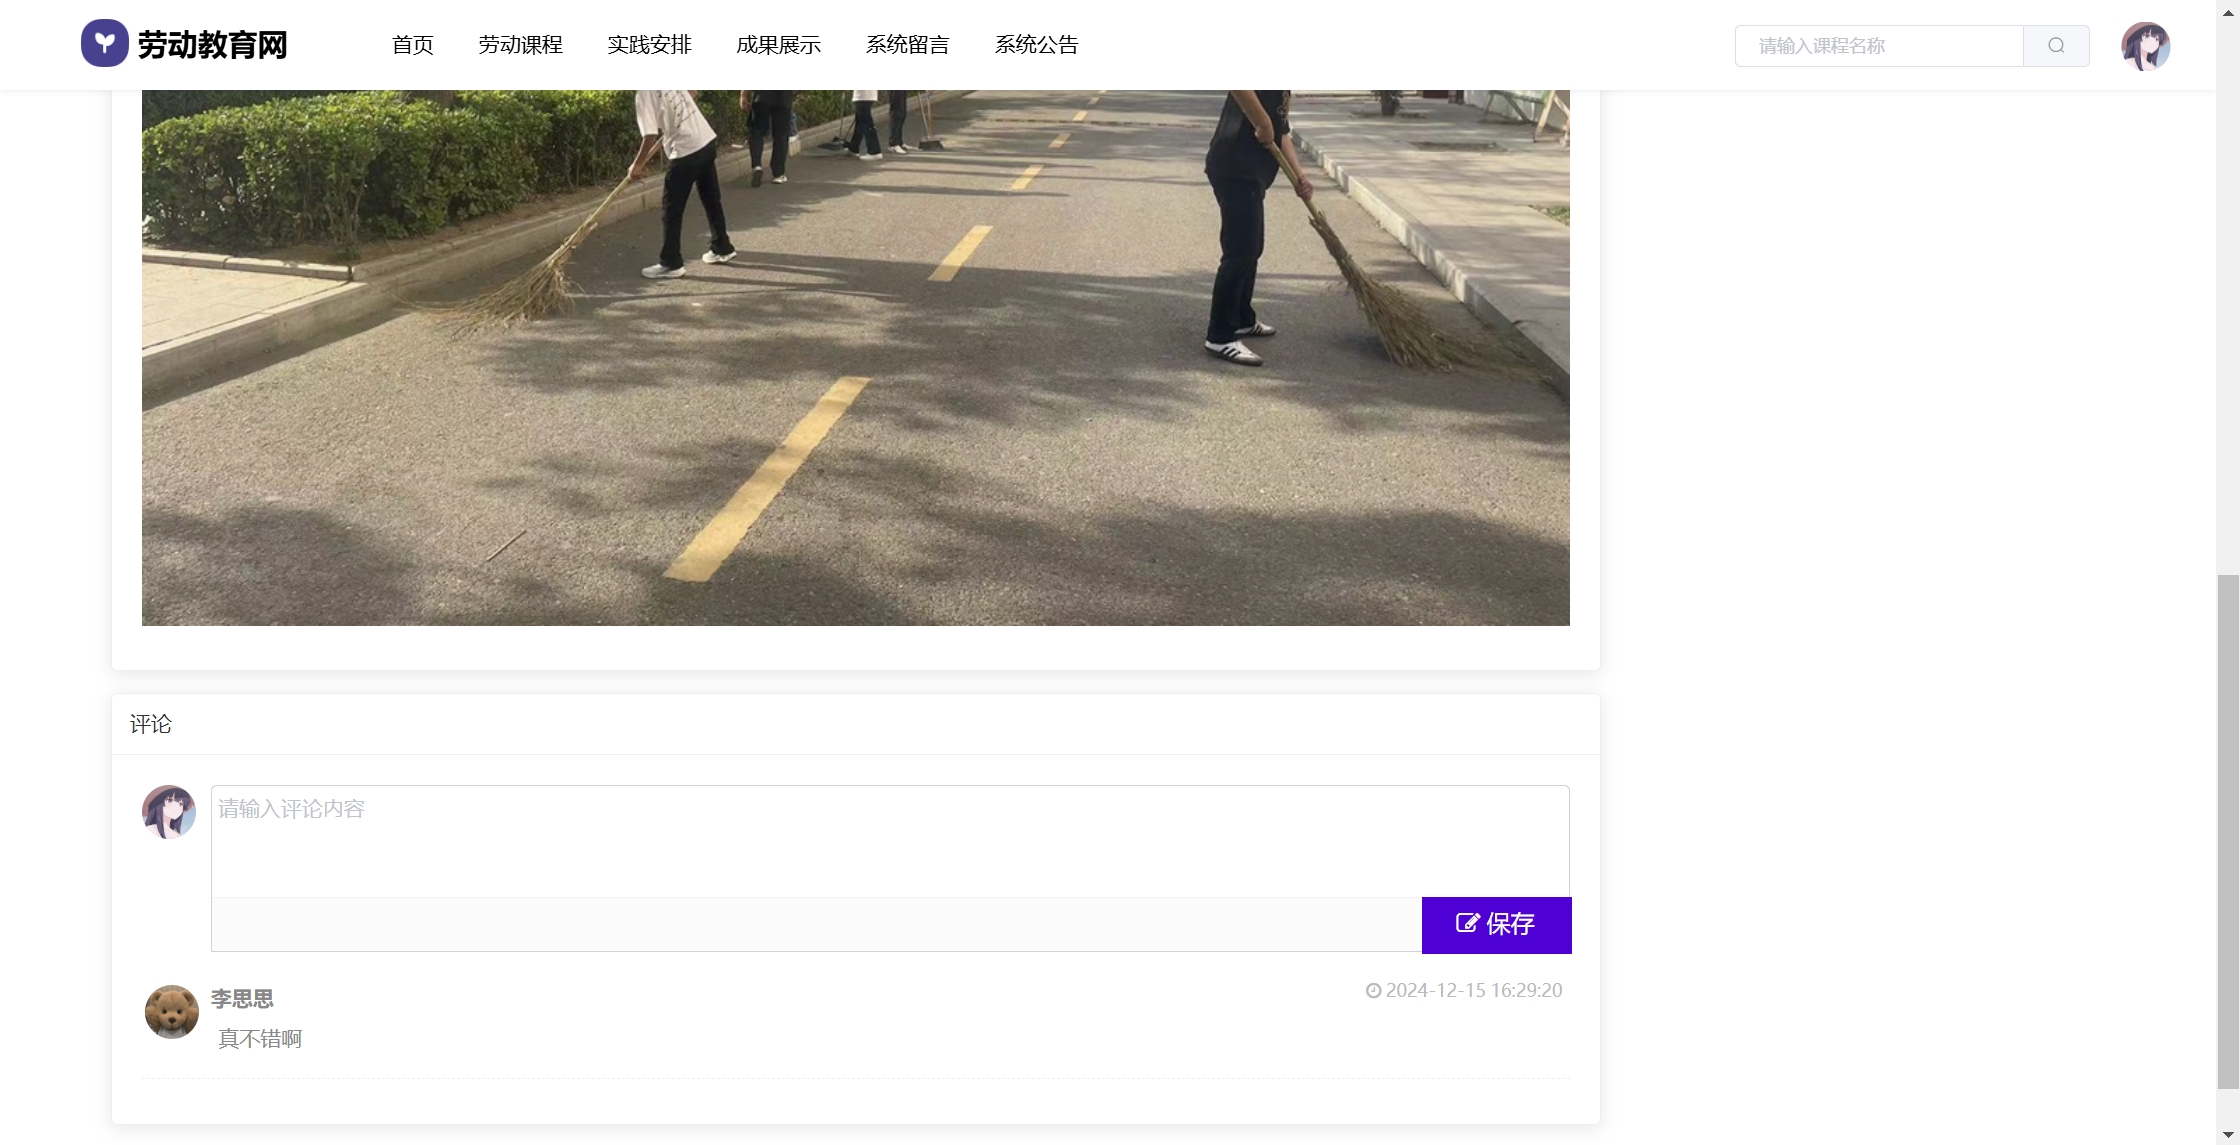 劳动教育网
首页 劳动课程 实践安排 成果展示 系统留言 系统公告
请输入课程名称
评论
请输入评论内容
保存
李思思
2024-12-15 16:29:20
真不错啊